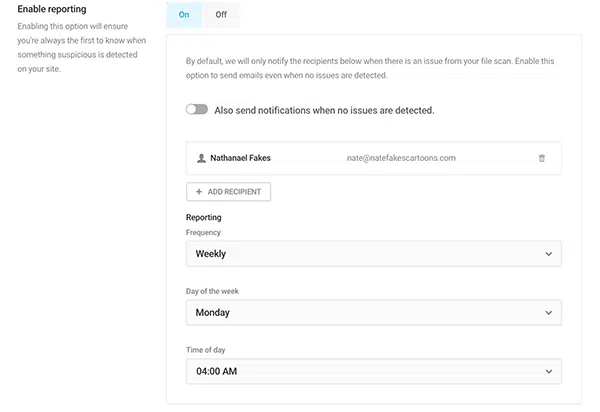 Enable reporting
On Off
Enabling this option will ensure
you're always the first to know when
something suspicious is detected
on your site.
By default, we will only notify the recipients below when there is an issue from your file scan. Enable this
option to send emails even when no issues are detected.
Also send notifications when no issues are detected.
Nathanael Fakes nate@natefakescartoons.com
+ ADD RECIPIENT
Reporting
Frequency
Weekly
Day of the week
Monday
Time of day
04:00 AM